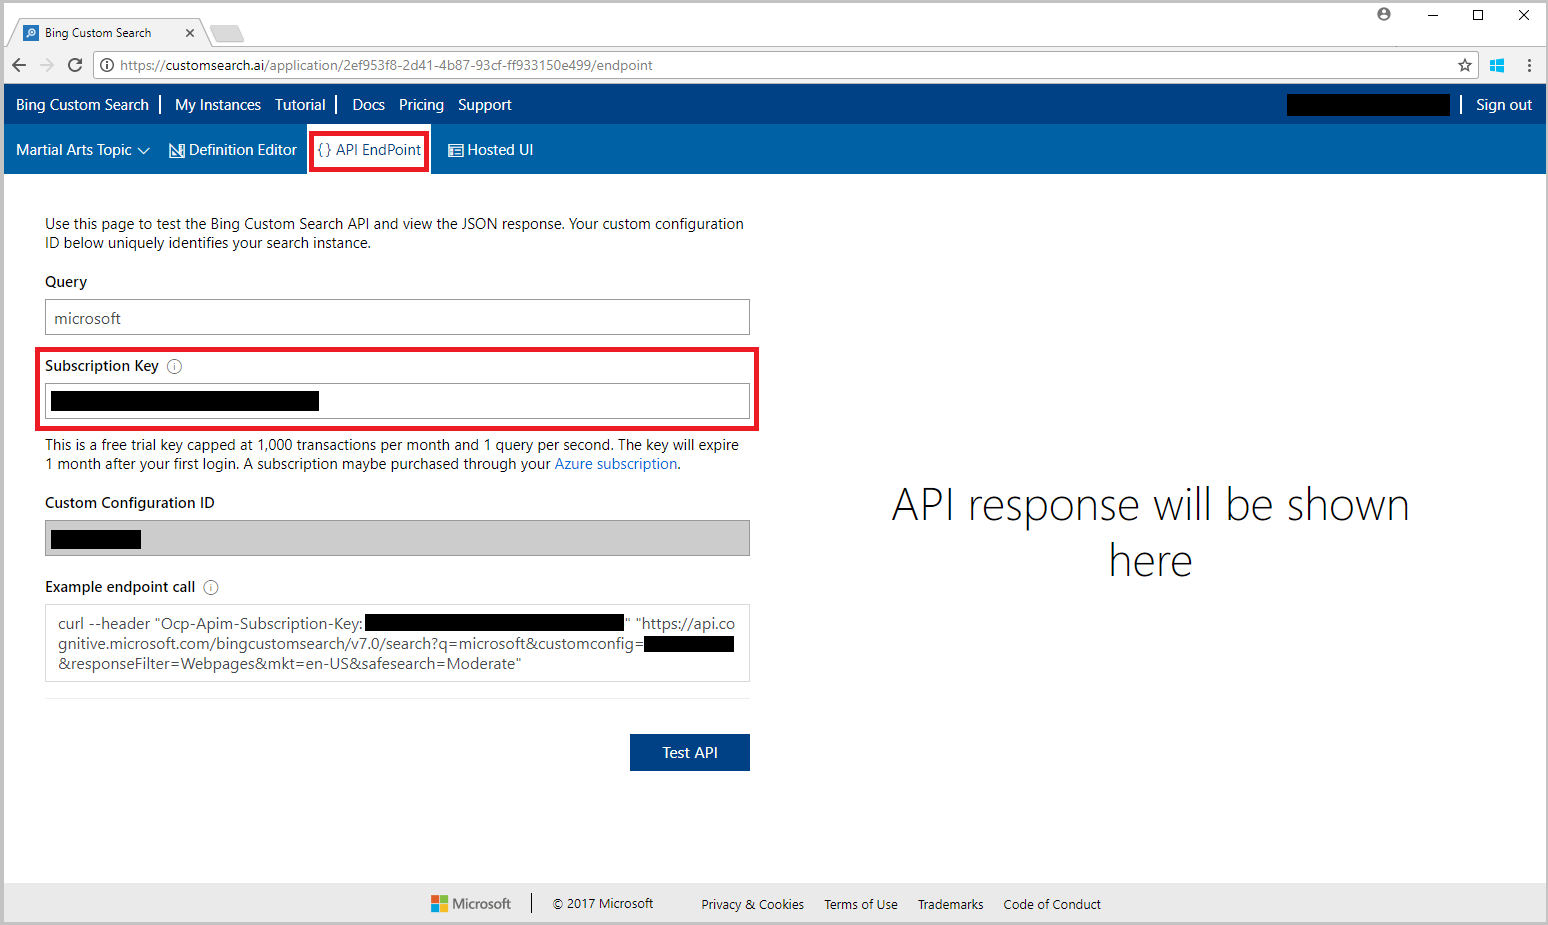 Bing Custom Search
https://customsearch.ai/application/2ef953f8-2d41-4b87-93cf-ff933150e499/endpoint
Bing Custom Search | My Instances Tutorial | Docs Pricing Support | Sign out
Martial Arts Topic Definition Editor {} API EndPoint Hosted UI
Use this page to test the Bing Custom Search API and view the JSON response. Your custom configuration
ID below uniquely identifies your search instance.
Query
microsoft
Subscription Key
This is a free trial key capped at 1,000 transactions per month and 1 query per second. The key will expire
1 month after your first login. A subscription maybe purchased through your Azure subscription.
Custom Configuration ID
Example endpoint call
curl --header "Ocp-Apim-Subscription-Key: " "https://api.co
gnitive.microsoft.com/bingcustomsearch/v7.0/search?q=microsoft&customconfig=
&responseFilter=Webpages&mkt=en-US&safesearch=Moderate"
Test API
API response will be shown
here
Microsoft | © 2017 Microsoft Privacy & Cookies Terms of Use Trademarks Code of Conduct